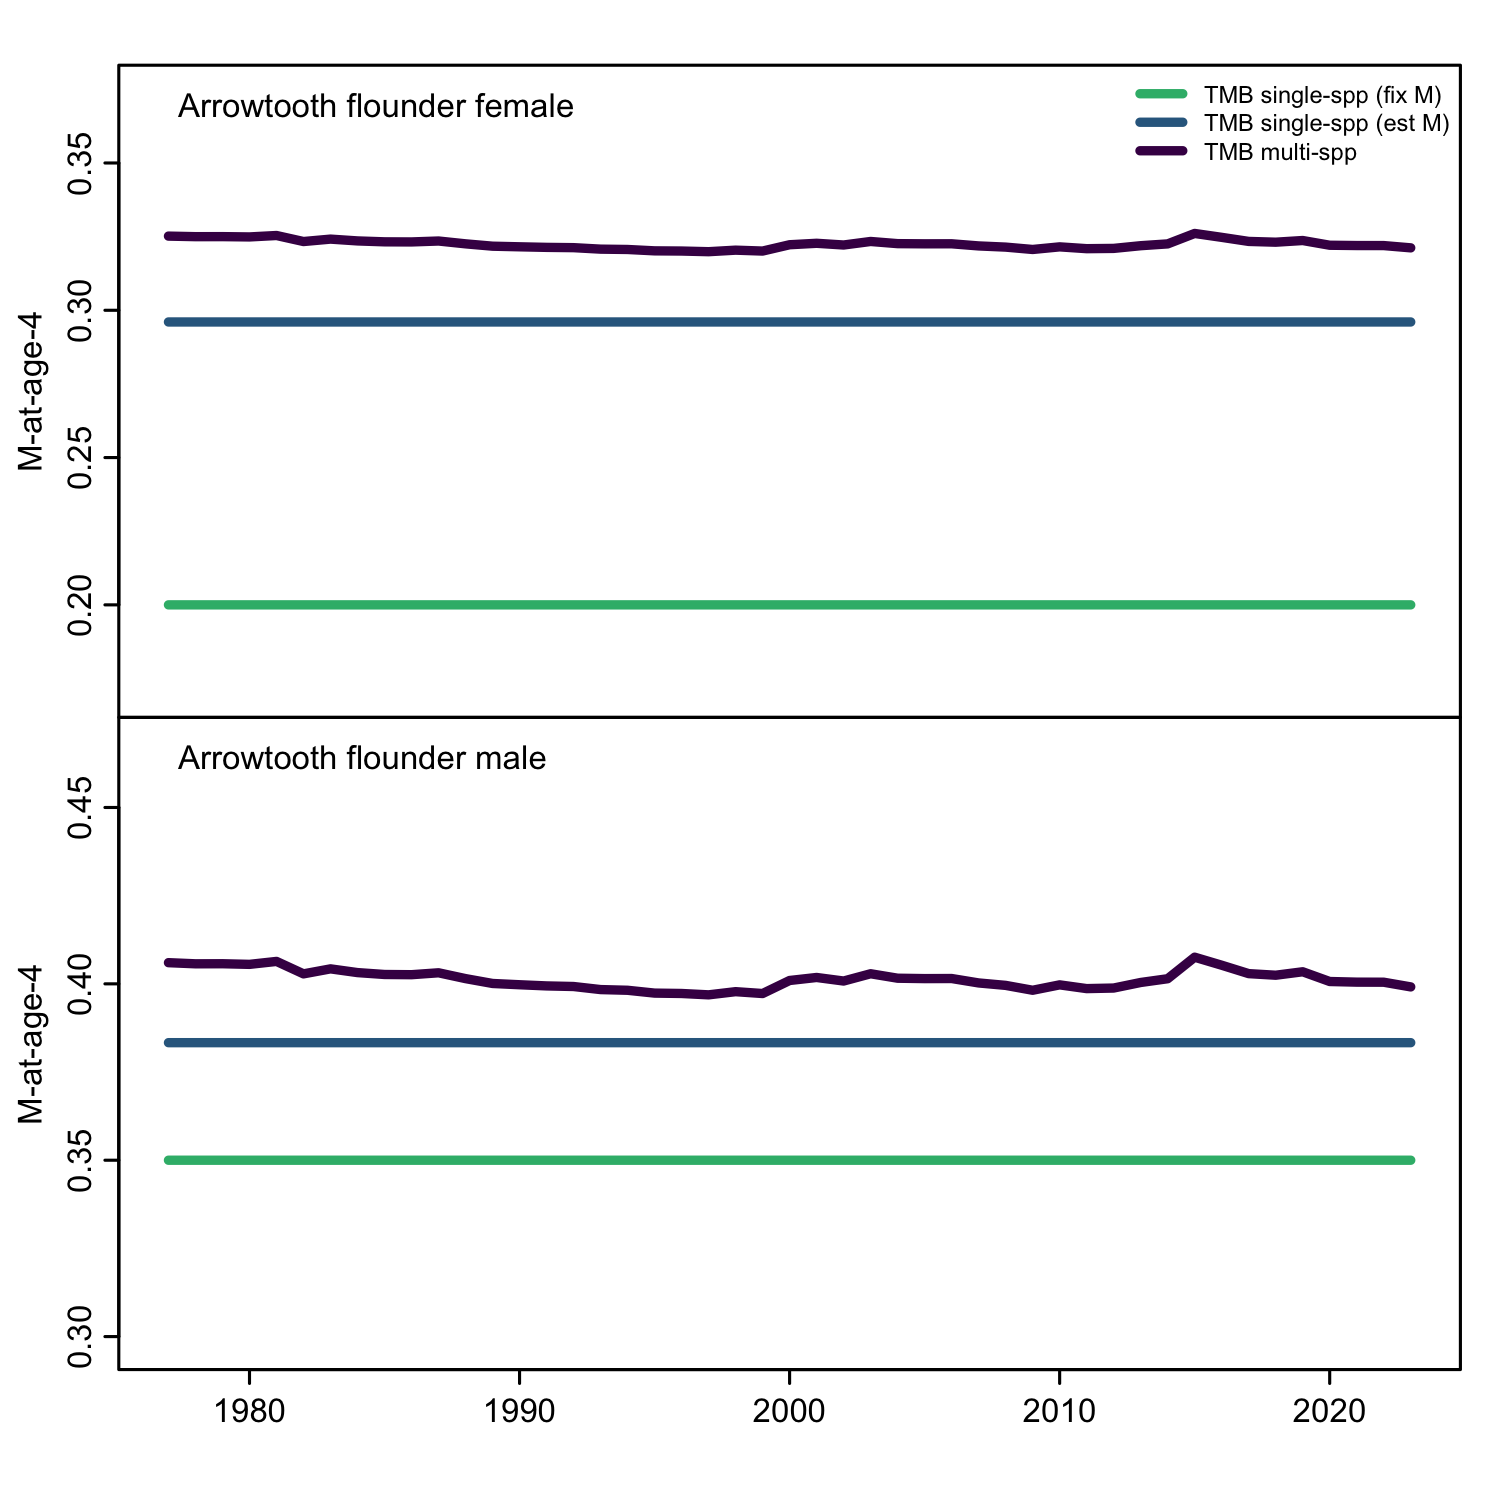 Arrowtooth flounder female
TMB single-spp (fix M)
TMB single-spp (est M)
TMB multi-spp
M-at-age-4
0.35
0.30
0.25
0.20
Arrowtooth flounder male
M-at-age-4
0.45
0.40
0.35
0.30
1980 1990 2000 2010 2020